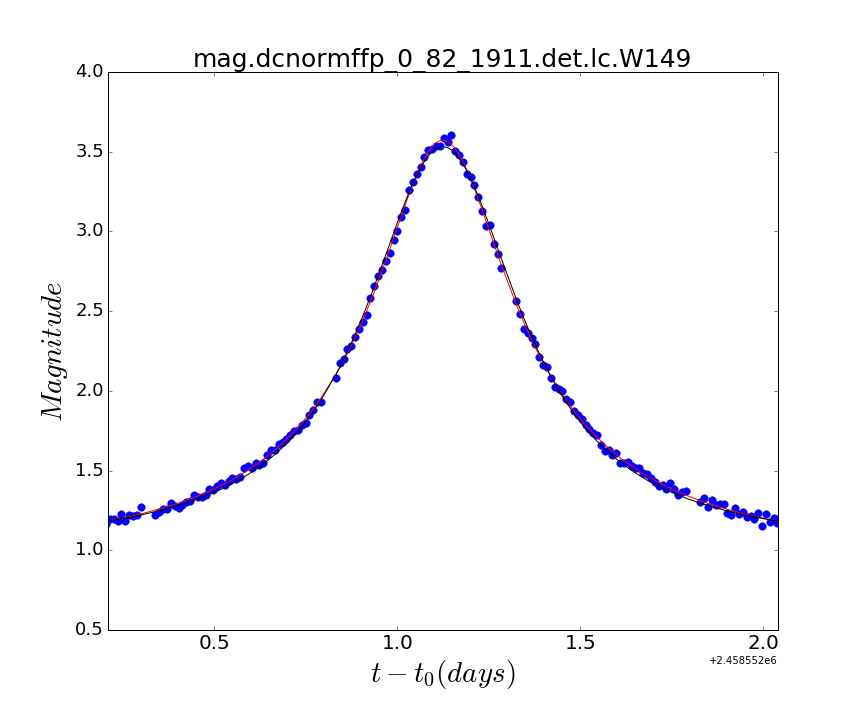 mag.dcnormffp_0_82_1911.det.lc.W149
4.0
3.5
3.0
2.5
2.0
1.5
1.0
0.5
Magnitude
0.5 1.0 1.5 2.0
+2.458552e6
t − t₀(days)